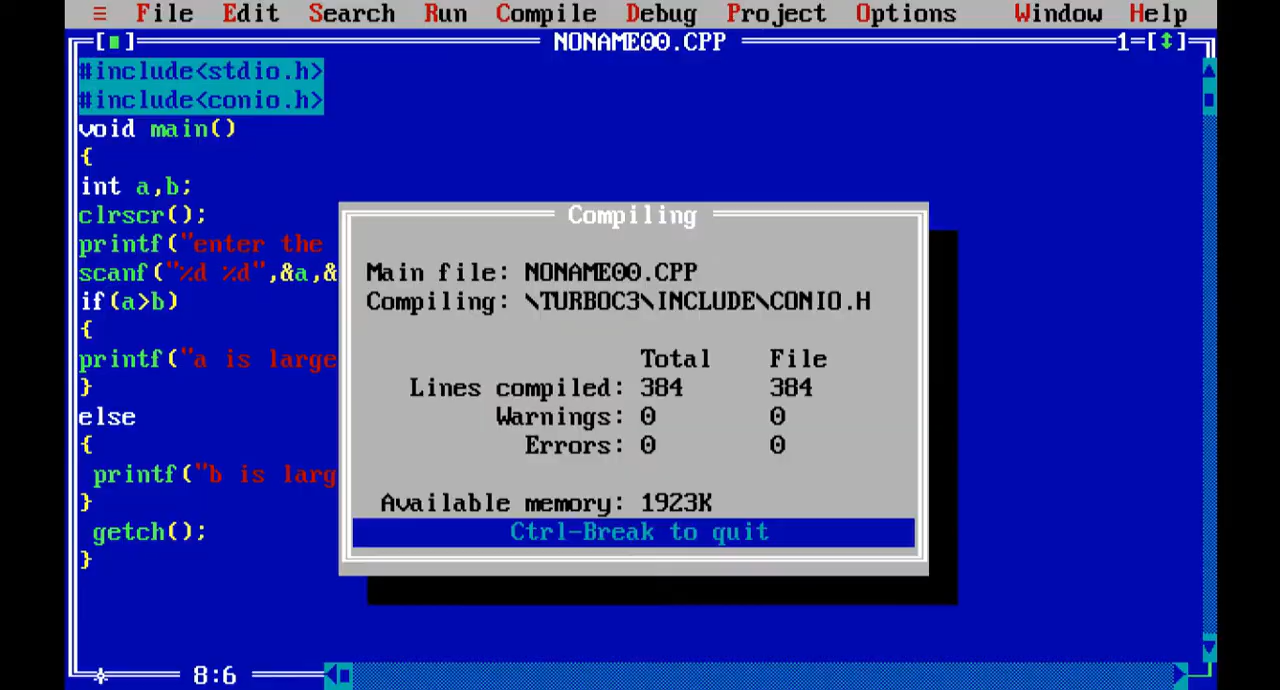 ≡ File Edit Search Run Compile Debug Project Options Window Help
[■] NONAME00.CPP 1=[↕]
#include<stdio.h>
#include<conio.h>
void main()
{
int a,b;
clrscr();
printf("enter the
scanf("%d %d",&a,&
if(a>b)
{
printf("a is large
}
else
{
printf("b is larg
}
getch();
}
Compiling
Main file: NONAME00.CPP
Compiling: \TURBOC3\INCLUDE\CONIO.H
Total File
Lines compiled: 384 384
Warnings: 0 0
Errors: 0 0
Available memory: 1923K
Ctrl-Break to quit
8:6